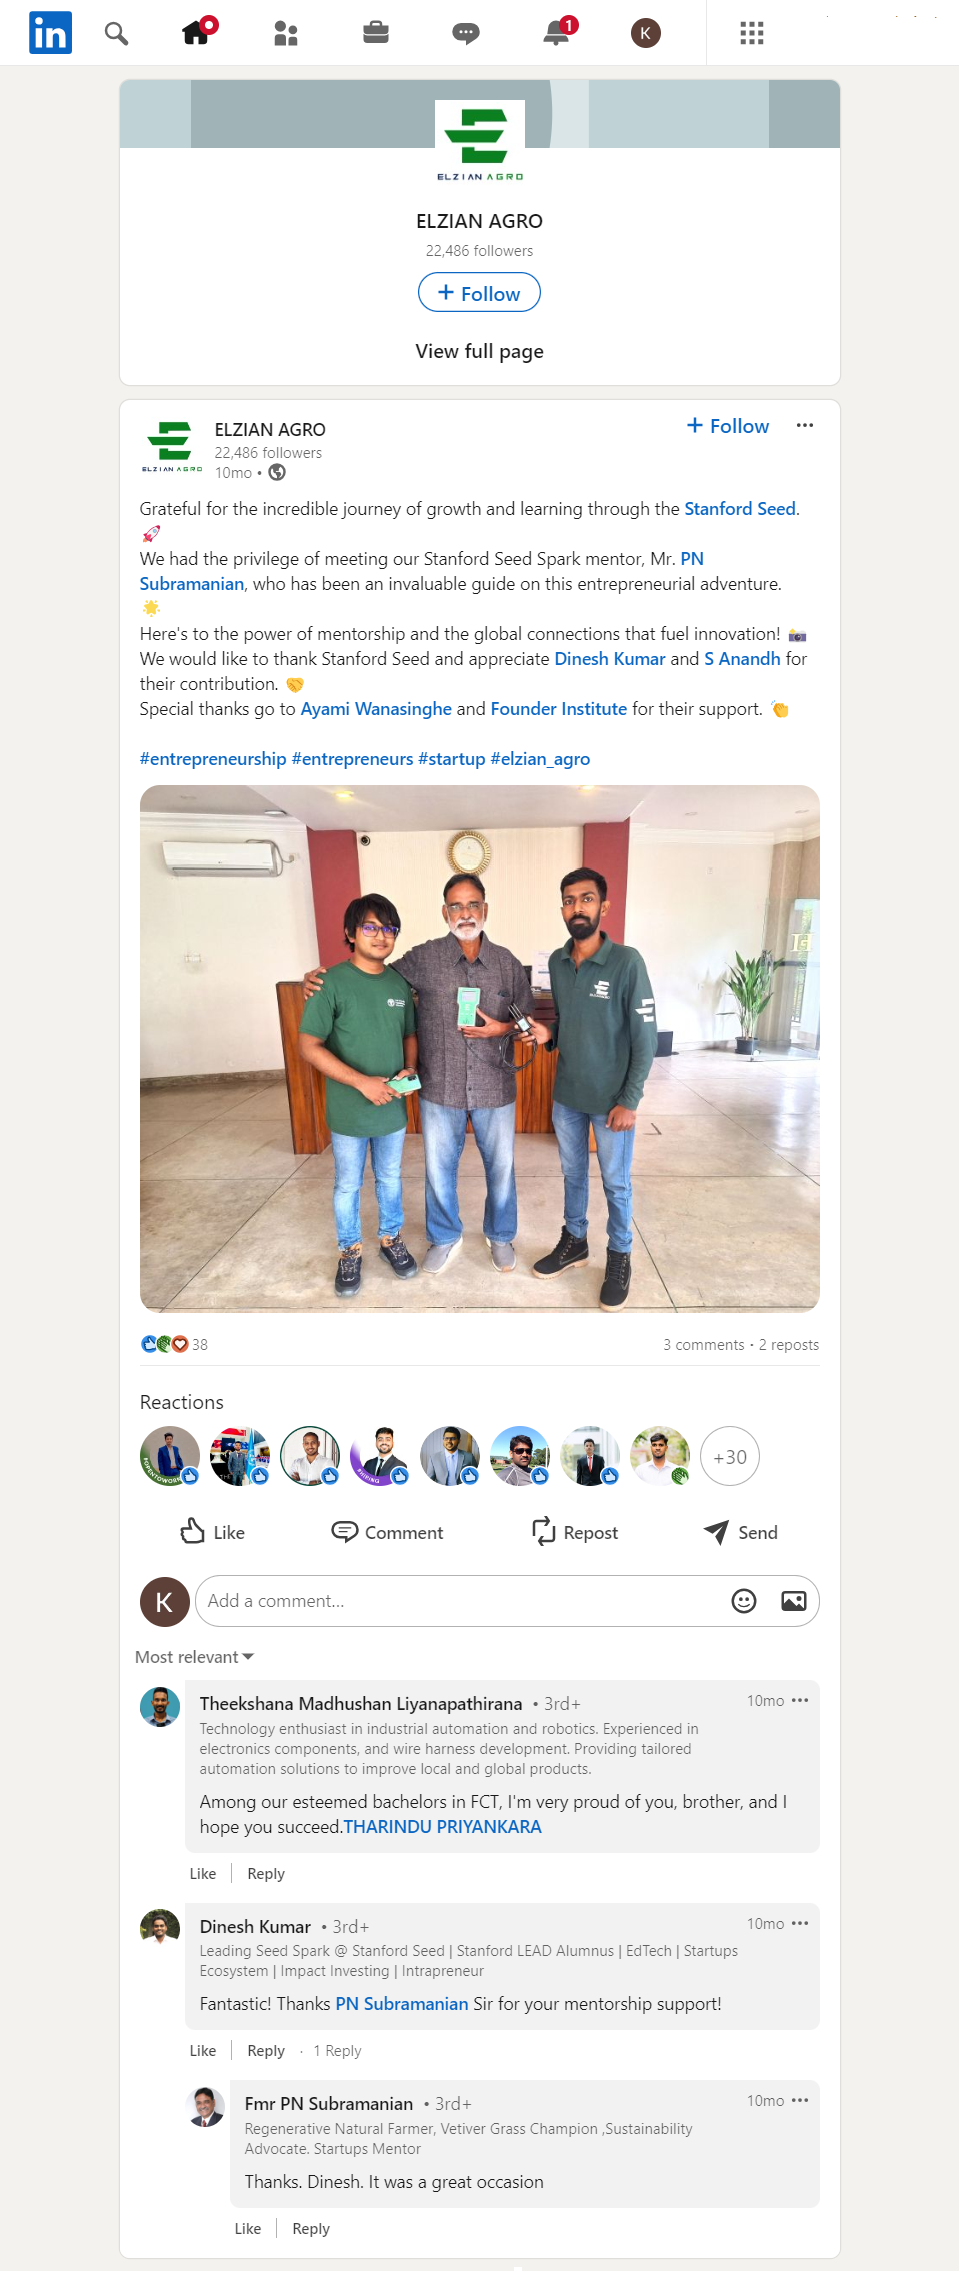 in
1
K
ELZIAN AGRO
ELZIAN AGRO
22,486 followers
+ Follow
View full page
ELZIAN AGRO
ELZIAN AGRO
22,486 followers
10mo •
+ Follow
Grateful for the incredible journey of growth and learning through the Stanford Seed.
🚀
We had the privilege of meeting our Stanford Seed Spark mentor, Mr. PN
Subramanian, who has been an invaluable guide on this entrepreneurial adventure.
🌟
Here's to the power of mentorship and the global connections that fuel innovation! 📸
We would like to thank Stanford Seed and appreciate Dinesh Kumar and S Anandh for
their contribution. 🤝
Special thanks go to Ayami Wanasinghe and Founder Institute for their support. 👏
#entrepreneurship #entrepreneurs #startup #elzian_agro
38
3 comments • 2 reposts
Reactions
#OPENTOWORK
#HIRING
+30
Like
Comment
Repost
Send
K
Add a comment...
Most relevant
Theekshana Madhushan Liyanapathirana • 3rd+
10mo
Technology enthusiast in industrial automation and robotics. Experienced in
electronics components, and wire harness development. Providing tailored
automation solutions to improve local and global products.
Among our esteemed bachelors in FCT, I'm very proud of you, brother, and I
hope you succeed.THARINDU PRIYANKARA
Like | Reply
Dinesh Kumar • 3rd+
10mo
Leading Seed Spark @ Stanford Seed | Stanford LEAD Alumnus | EdTech | Startups
Ecosystem | Impact Investing | Intrapreneur
Fantastic! Thanks PN Subramanian Sir for your mentorship support!
Like | Reply · 1 Reply
Fmr PN Subramanian • 3rd+
10mo
Regenerative Natural Farmer, Vetiver Grass Champion ,Sustainability
Advocate. Startups Mentor
Thanks. Dinesh. It was a great occasion
Like | Reply